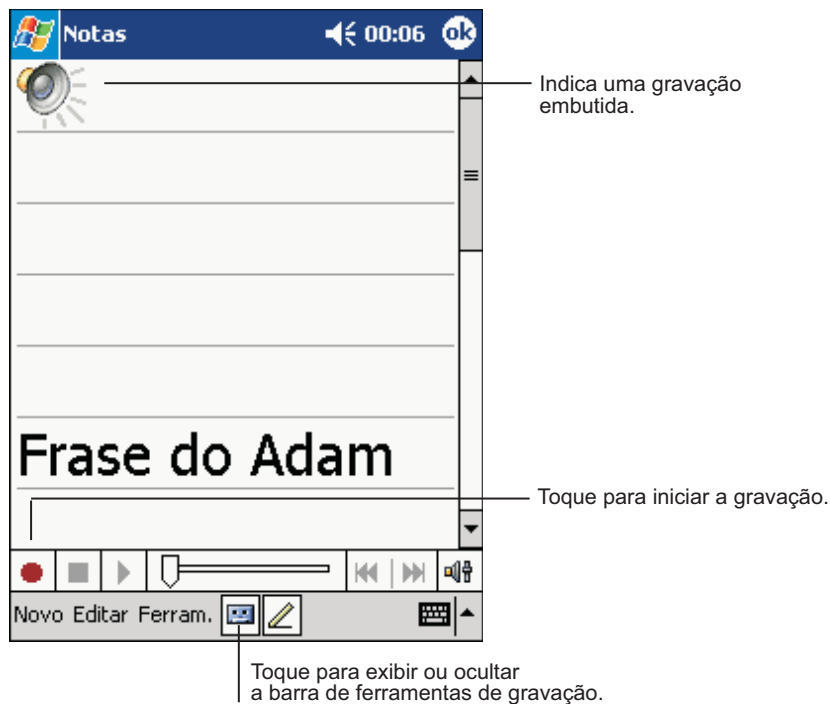 Notas 00:06 ok
Indica uma gravação
embutida.
Frase do Adam
Toque para iniciar a gravação.
Novo Editar Ferram.
Toque para exibir ou ocultar
a barra de ferramentas de gravação.